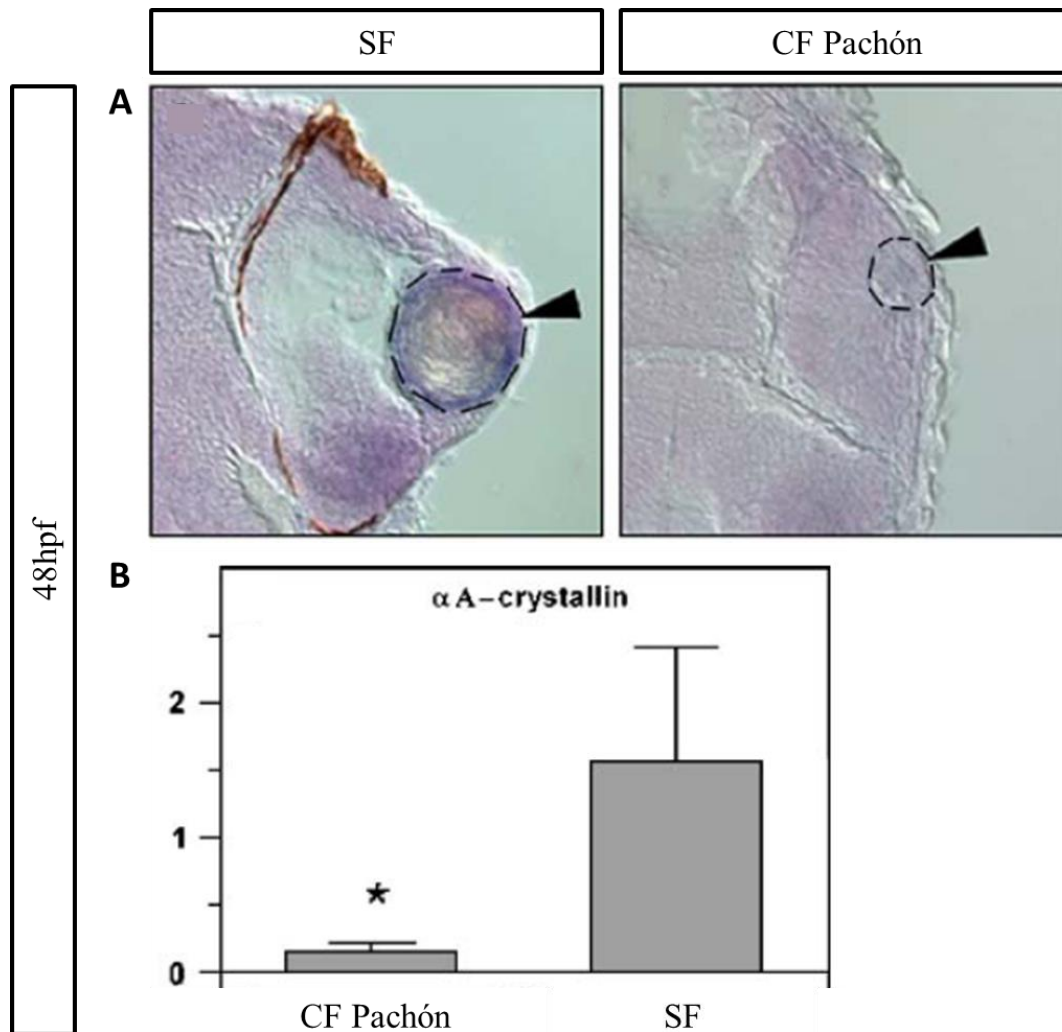 SF
CF Pachón
48hpf
A
B
αA–crystallin
2
1
0
*
CF Pachón
SF